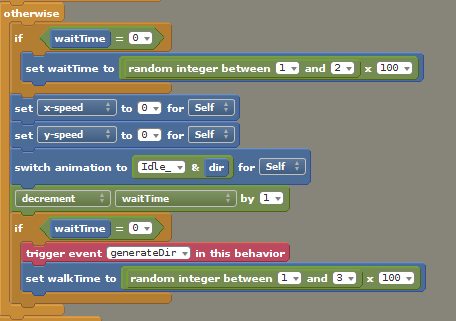 otherwise
if waitTime = 0
set waitTime to random integer between 1 and 2 x 100
set x-speed to 0 for Self
set y-speed to 0 for Self
switch animation to Idle_ & dir for Self
decrement waitTime by 1
if waitTime = 0
trigger event generateDir in this behavior
set walkTime to random integer between 1 and 3 x 100